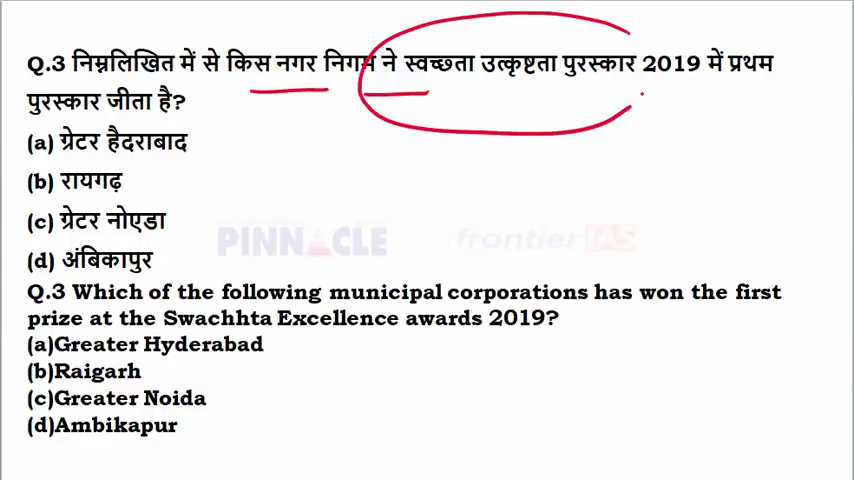 Q.3 निम्नलिखित में से किस नगर निगम ने स्वच्छता उत्कृष्टता पुरस्कार 2019 में प्रथम
पुरस्कार जीता है?
(a) ग्रेटर हैदराबाद
(b) रायगढ़
(c) ग्रेटर नोएडा
PINNACLE frontier IAS
(d) अंबिकापुर
Q.3 Which of the following municipal corporations has won the first
prize at the Swachhta Excellence awards 2019?
(a)Greater Hyderabad
(b)Raigarh
(c)Greater Noida
(d)Ambikapur